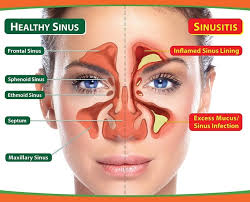 HEALTHY SINUS
SINUSITIS
Frontal Sinus
Sphenoid Sinus
Ethmoid Sinus
Septum
Maxillary Sinus
Inflamed Sinus Lining
Excess Mucus/
Sinus Infection